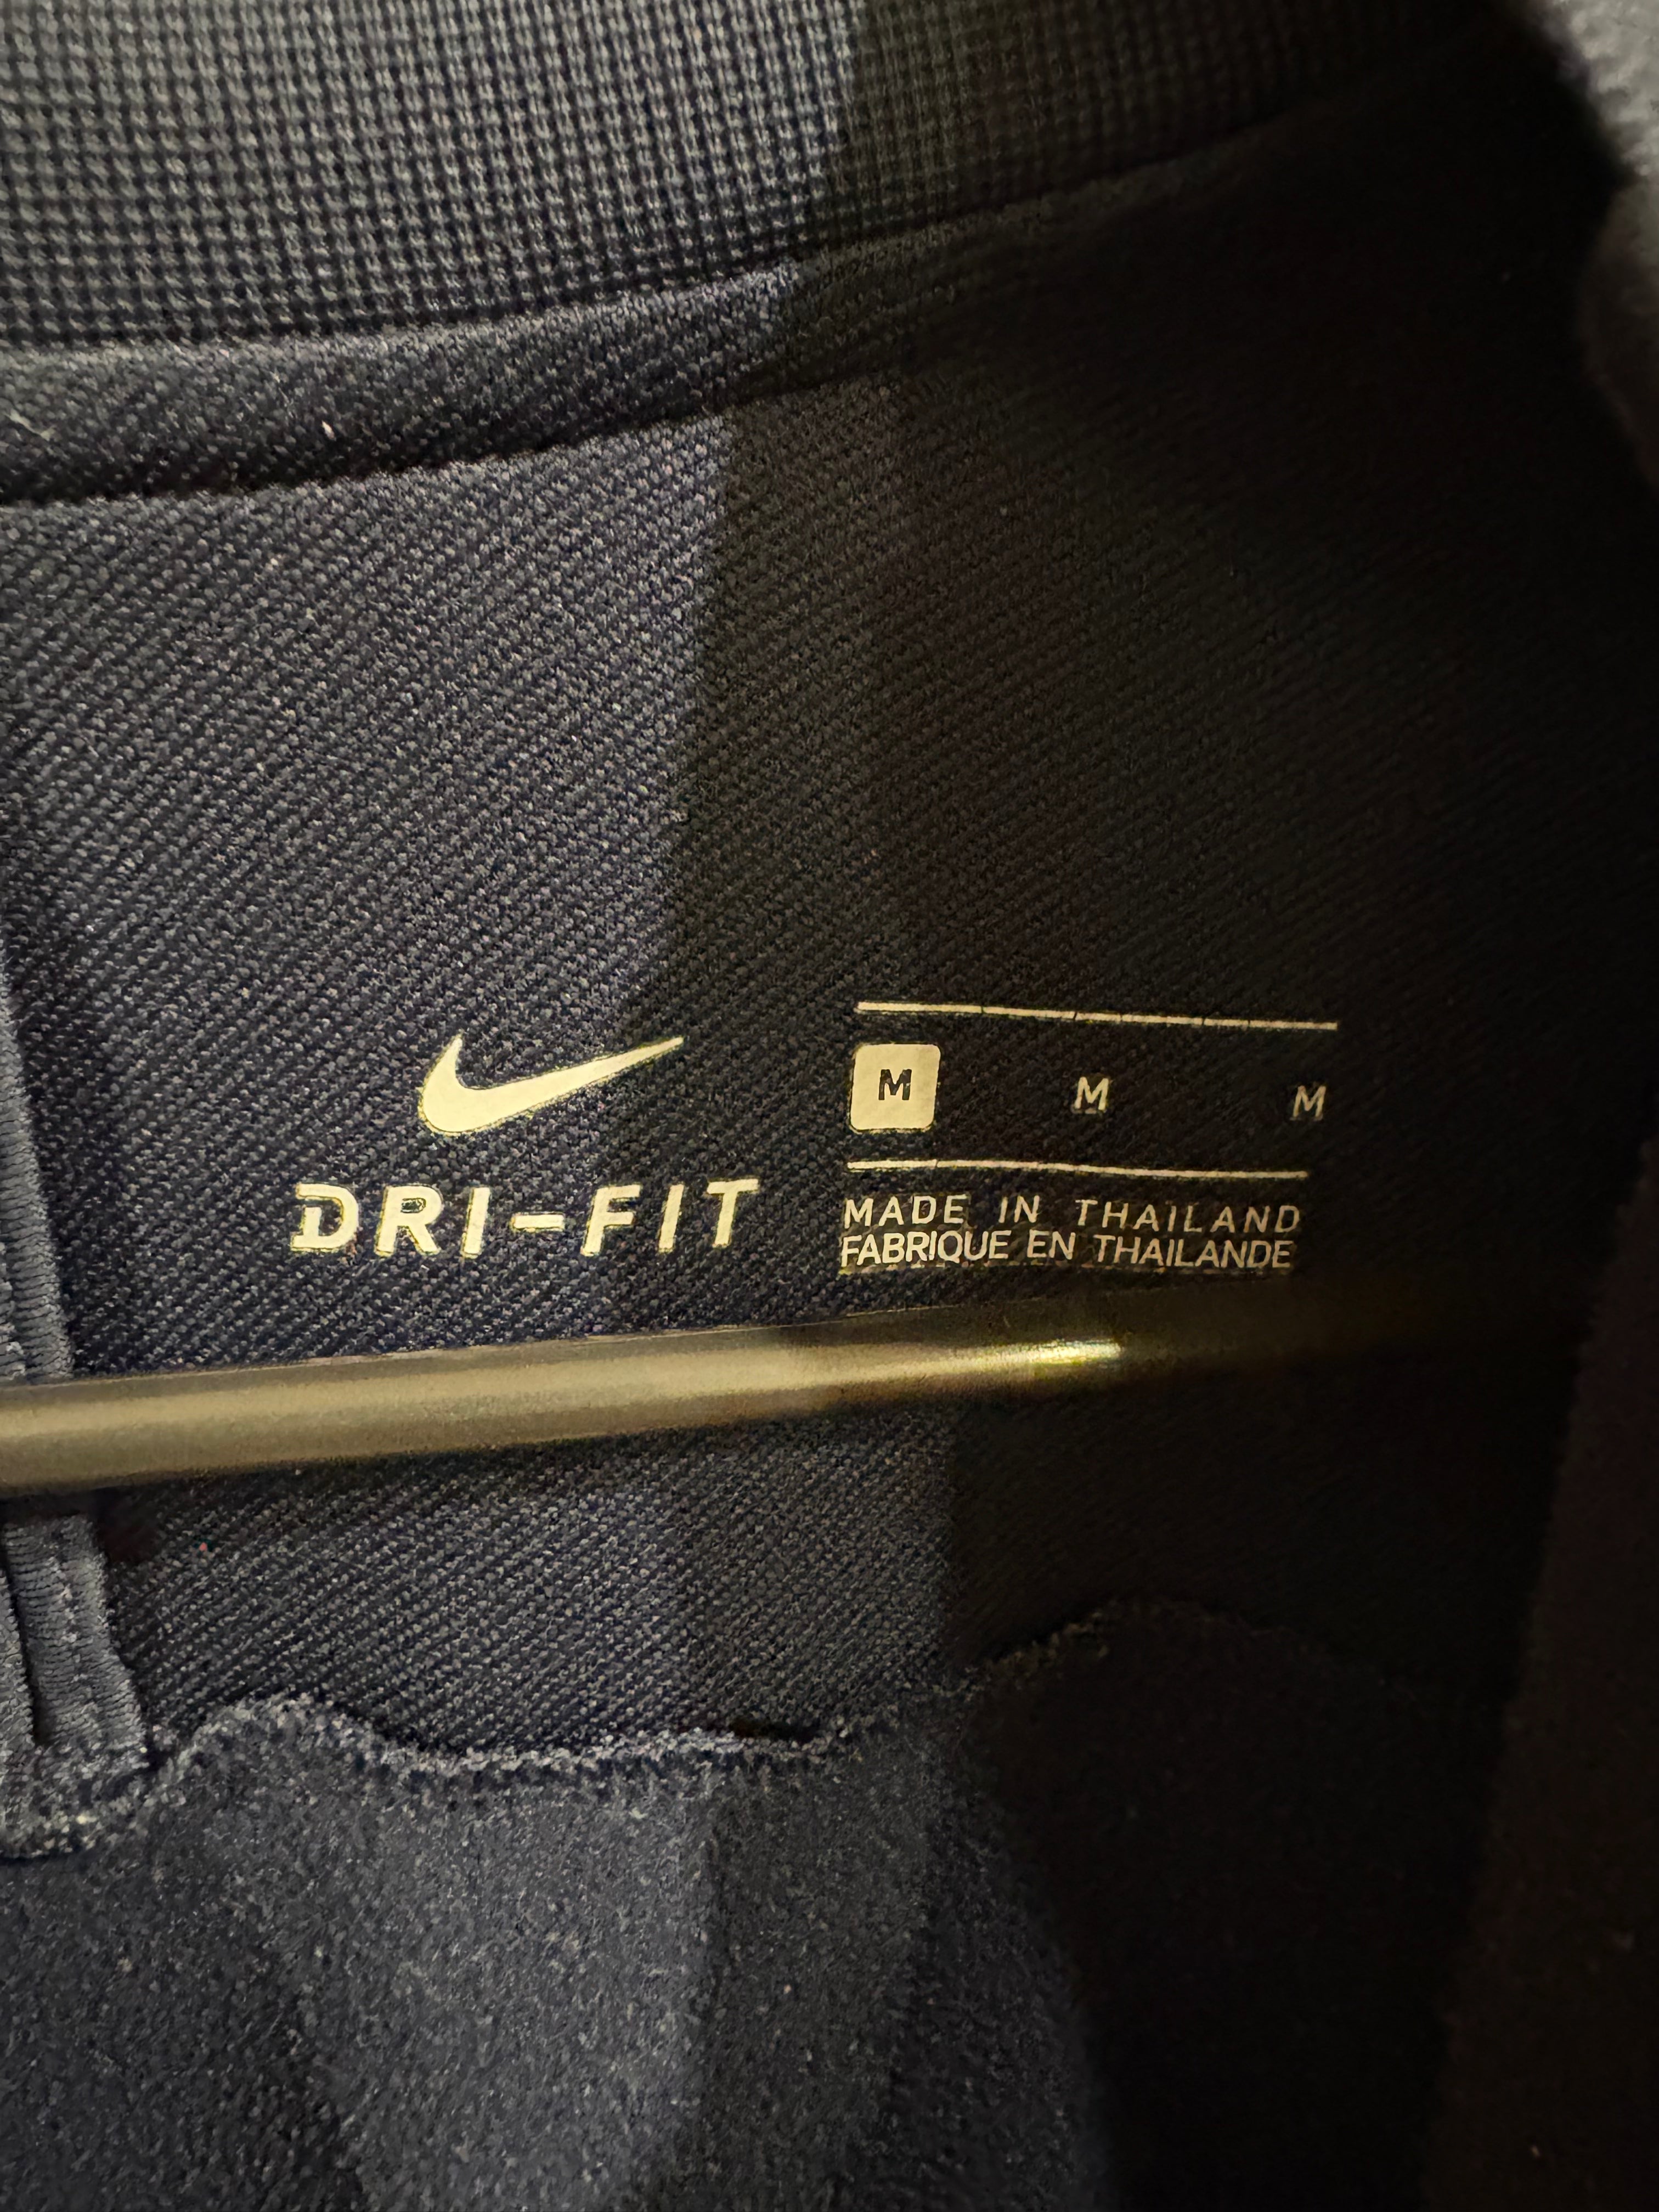 DRI-FIT
M M M
MADE IN THAILAND
FABRIQUE EN THAILANDE